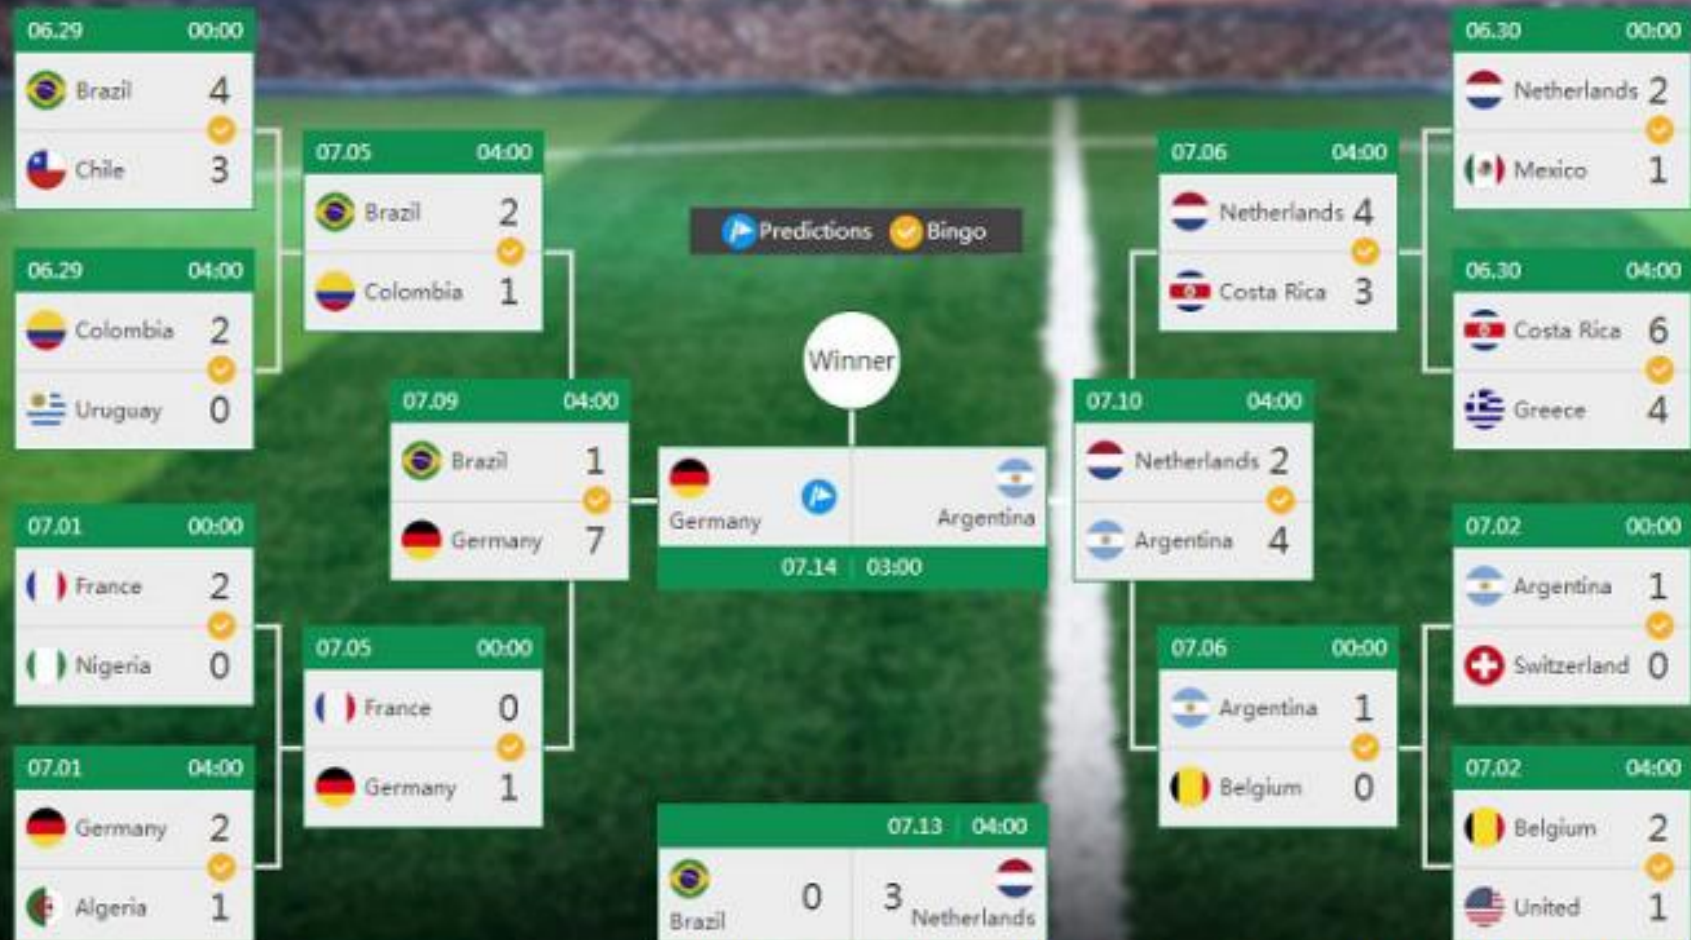 06.29 00:00
Brazil 4
Chile 3
06.29 04:00
Colombia 2
Uruguay 0
07.01 00:00
France 2
Nigeria 0
07.01 04:00
Germany 2
Algeria 1
07.05 04:00
Brazil 2
Colombia 1
07.05 00:00
France 0
Germany 1
07.09 04:00
Brazil 1
Germany 7
Predictions Bingo
Winner
Germany Argentina
07.14 03:00
07.13 04:00
Brazil 0 3 Netherlands
07.10 04:00
Netherlands 2
Argentina 4
07.06 04:00
Netherlands 4
Costa Rica 3
07.06 00:00
Argentina 1
Belgium 0
06.30 00:00
Netherlands 2
Mexico 1
06.30 04:00
Costa Rica 6
Greece 4
07.02 00:00
Argentina 1
Switzerland 0
07.02 04:00
Belgium 2
United 1